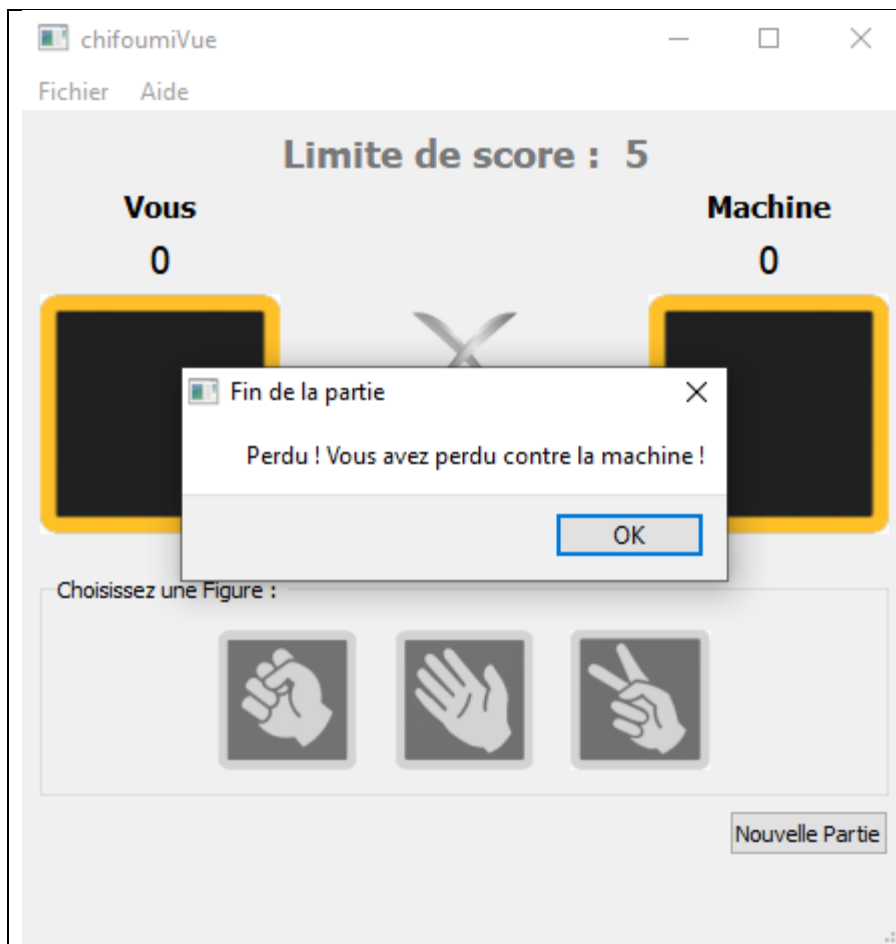 chifoumiVue
Fichier Aide
Limite de score : 5
Vous Machine
0 0
Fin de la partie
Perdu ! Vous avez perdu contre la machine !
OK
Choisissez une Figure :
Nouvelle Partie